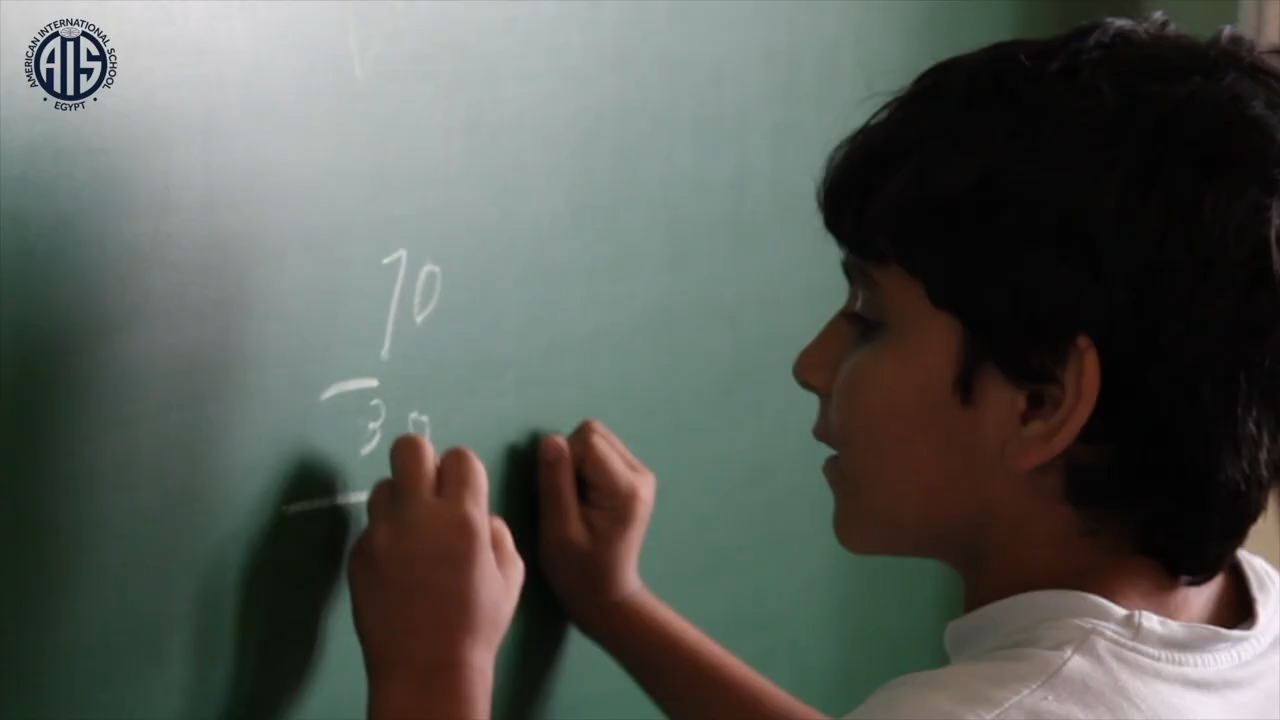 AMERICAN INTERNATIONAL SCHOOL
AIS
EGYPT
70
–
3